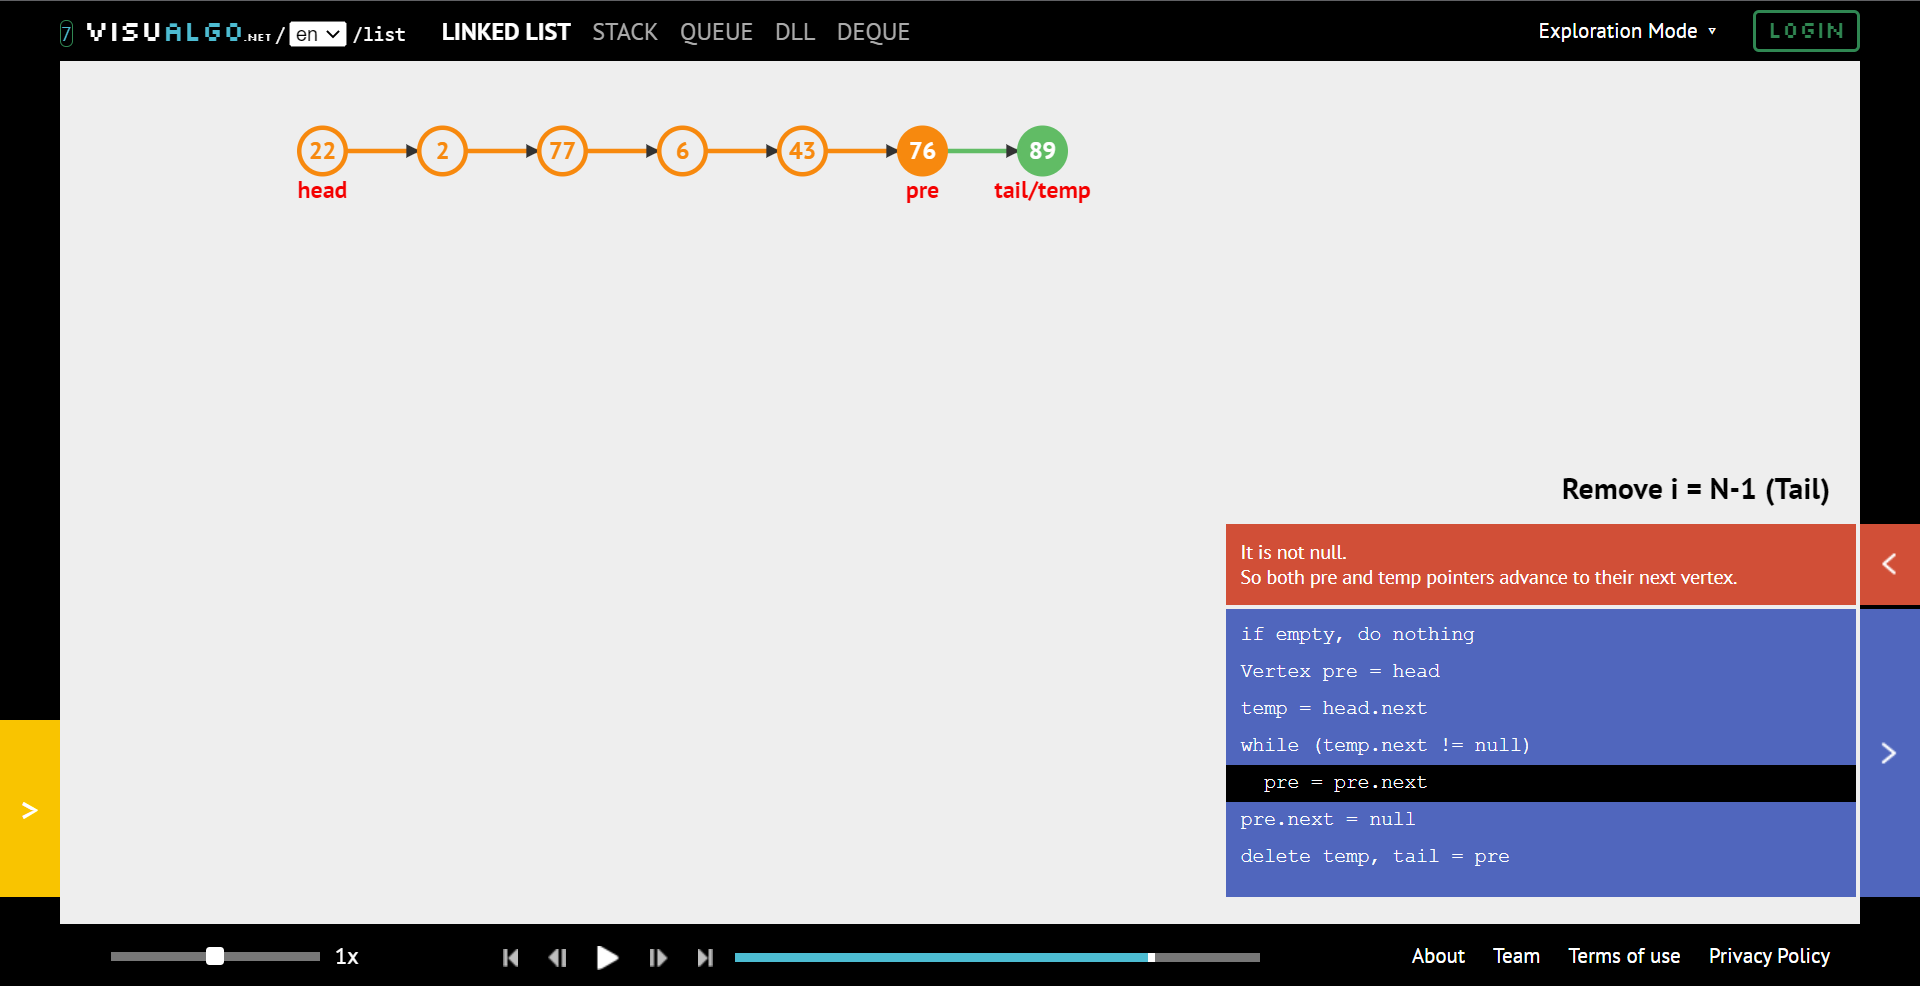 7 VISUALGO.NET / en /list LINKED LIST STACK QUEUE DLL DEQUE Exploration Mode ▾ LOGIN
22 2 77 6 43 76 89
head pre tail/temp
Remove i = N-1 (Tail)
It is not null.
So both pre and temp pointers advance to their next vertex.
if empty, do nothing
Vertex pre = head
temp = head.next
while (temp.next != null)
pre = pre.next
pre.next = null
delete temp, tail = pre
1x About Team Terms of use Privacy Policy